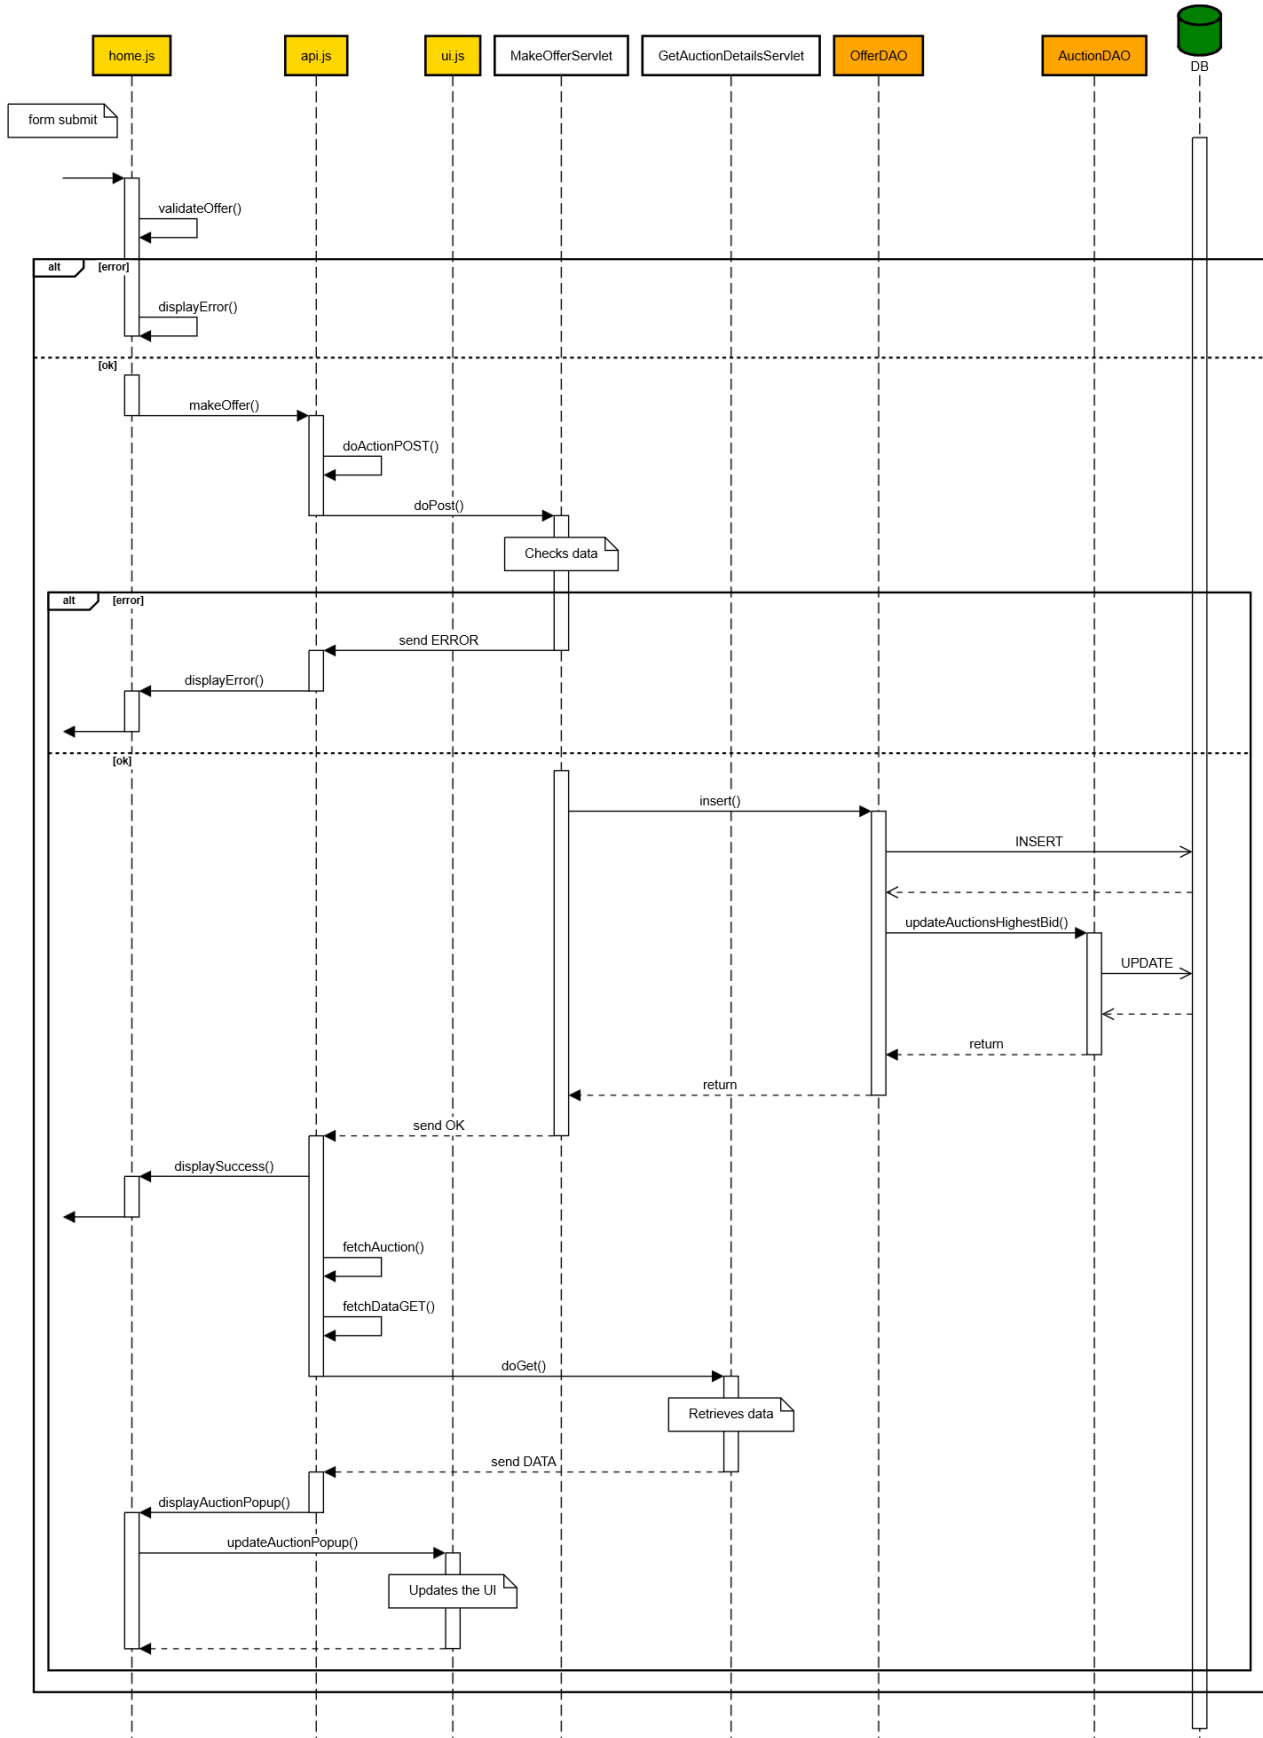 home.js
api.js
ui.js
MakeOfferServlet
GetAuctionDetailsServlet
OfferDAO
AuctionDAO
DB
form submit
validateOffer()
alt
[error]
displayError()
[ok]
makeOffer()
doActionPOST()
doPost()
Checks data
alt
[error]
send ERROR
displayError()
[ok]
insert()
INSERT
updateAuctionsHighestBid()
UPDATE
return
return
send OK
displaySuccess()
fetchAuction()
fetchDataGET()
doGet()
Retrieves data
send DATA
displayAuctionPopup()
updateAuctionPopup()
Updates the UI